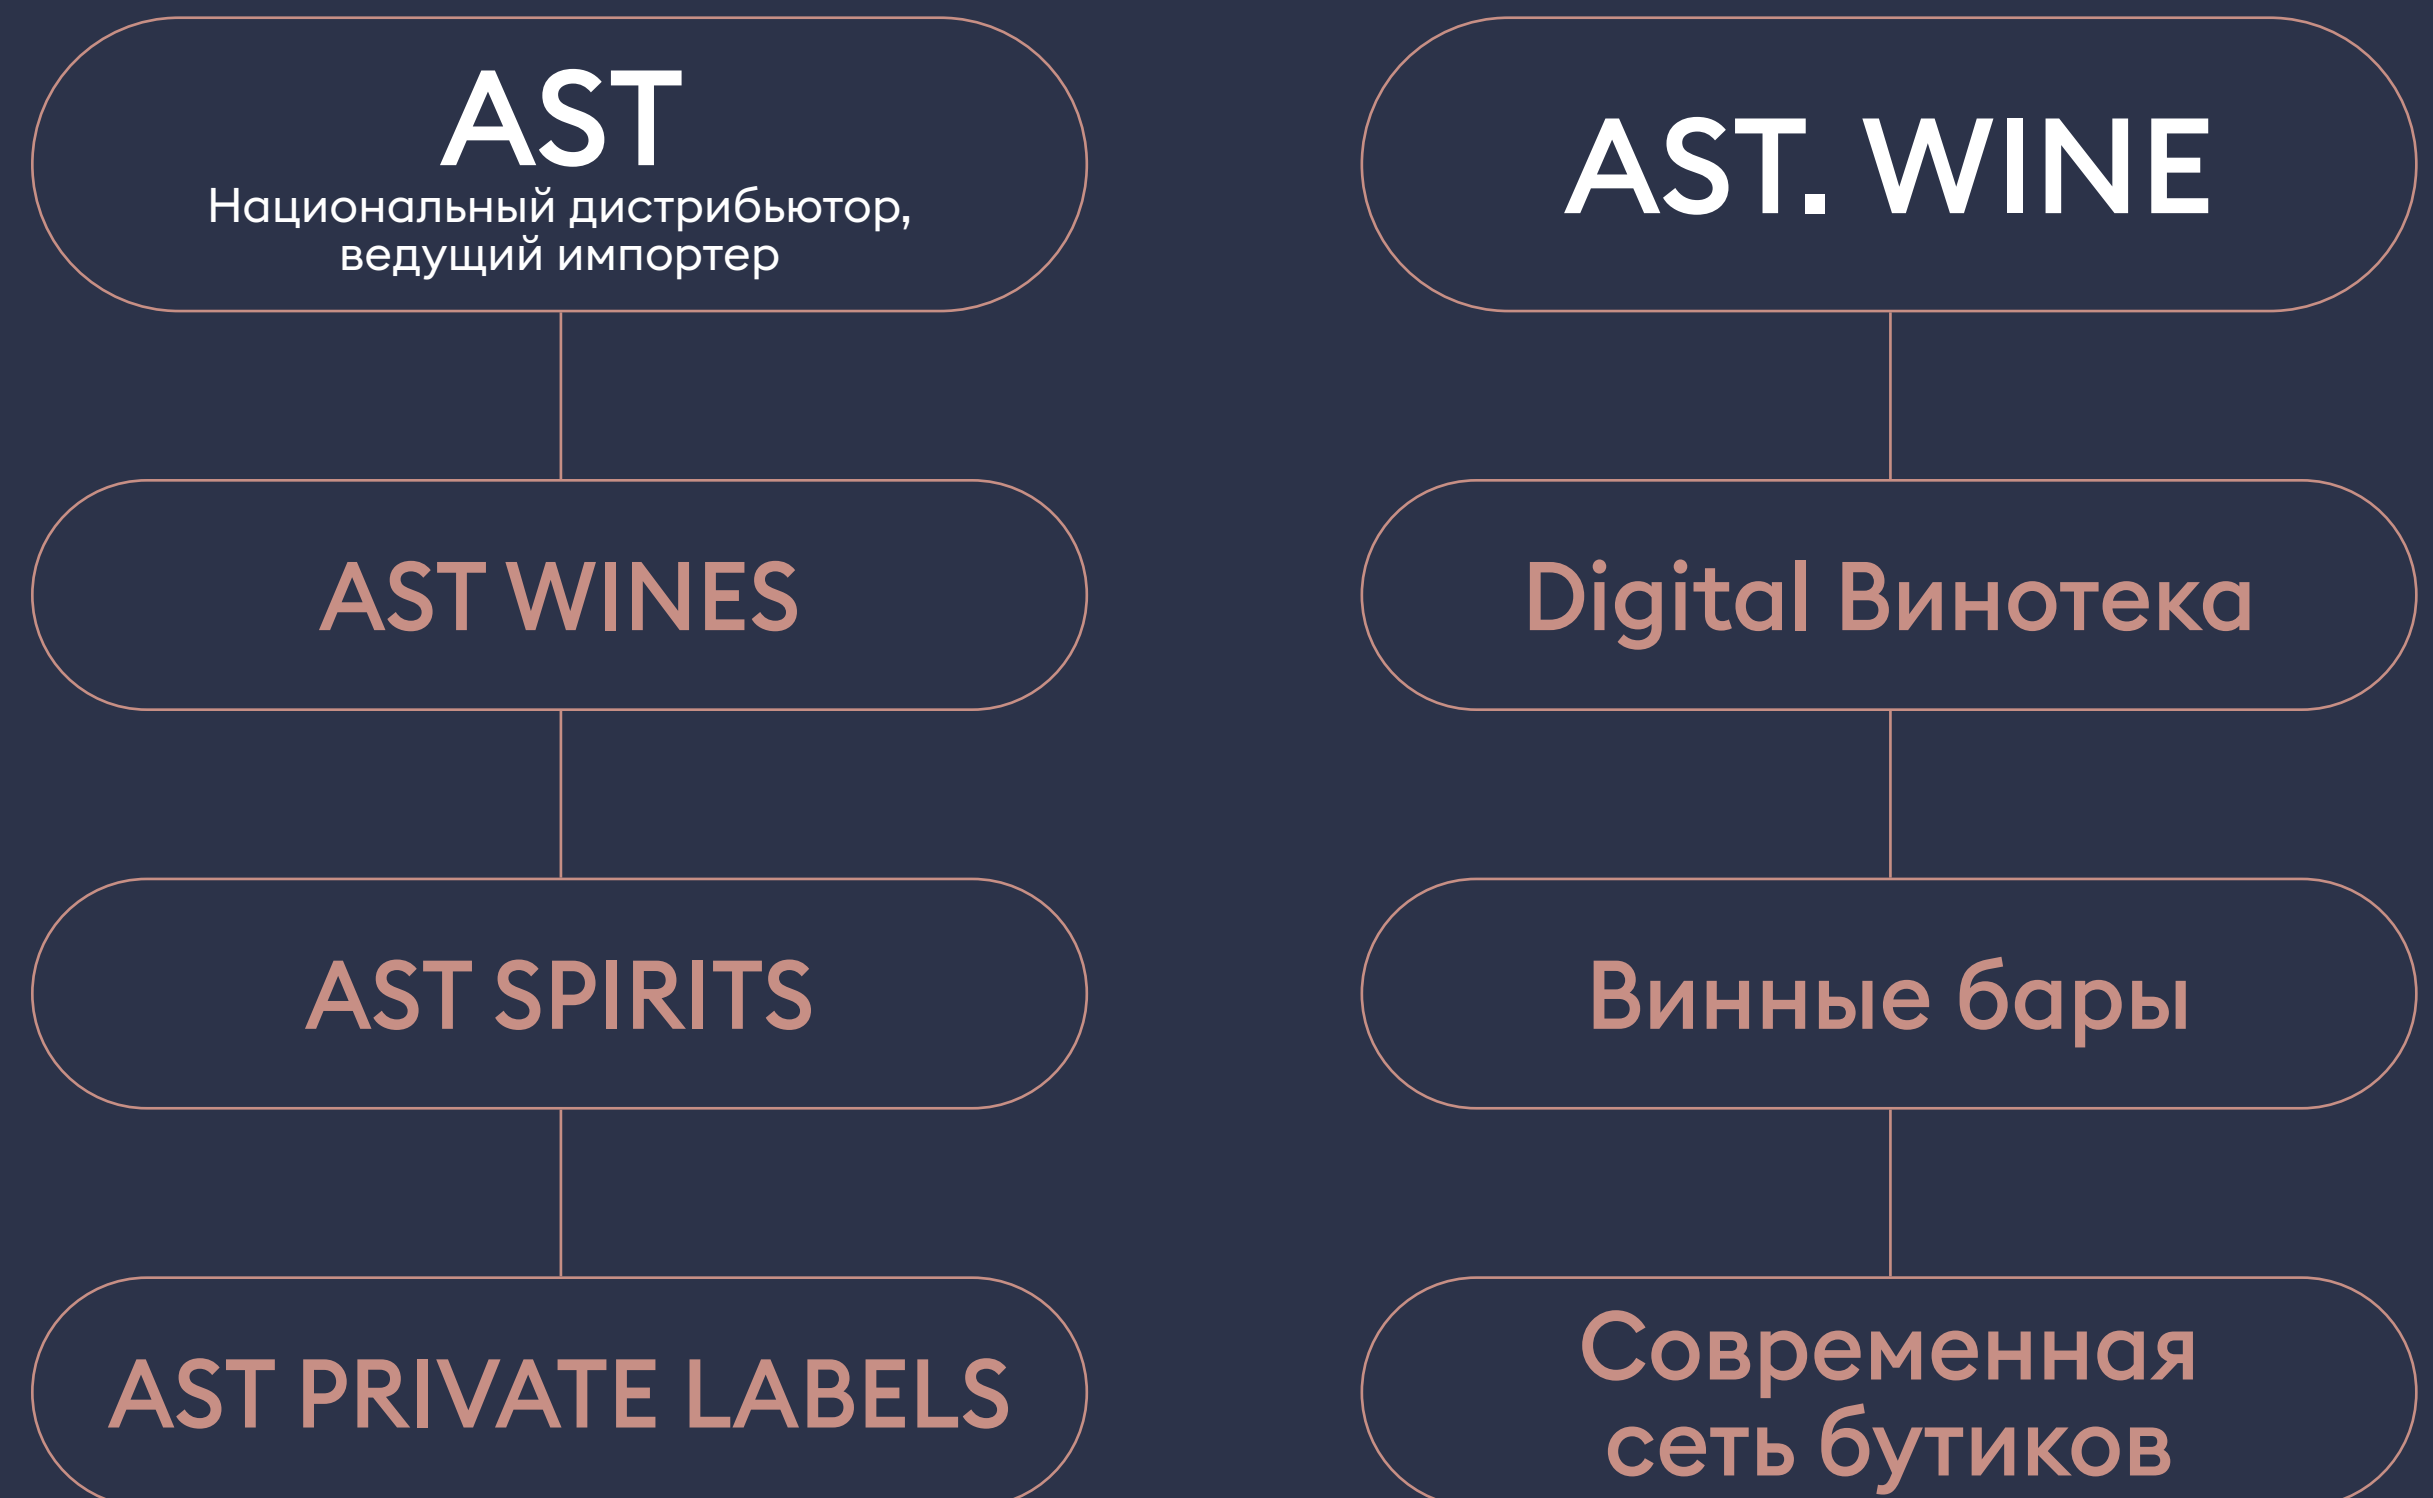 AST
Национальный дистрибьютор,
ведущий импортер
AST WINES
AST SPIRITS
AST PRIVATE LABELS
AST. WINE
Digital Винотека
Винные бары
Современная
сеть бутиков